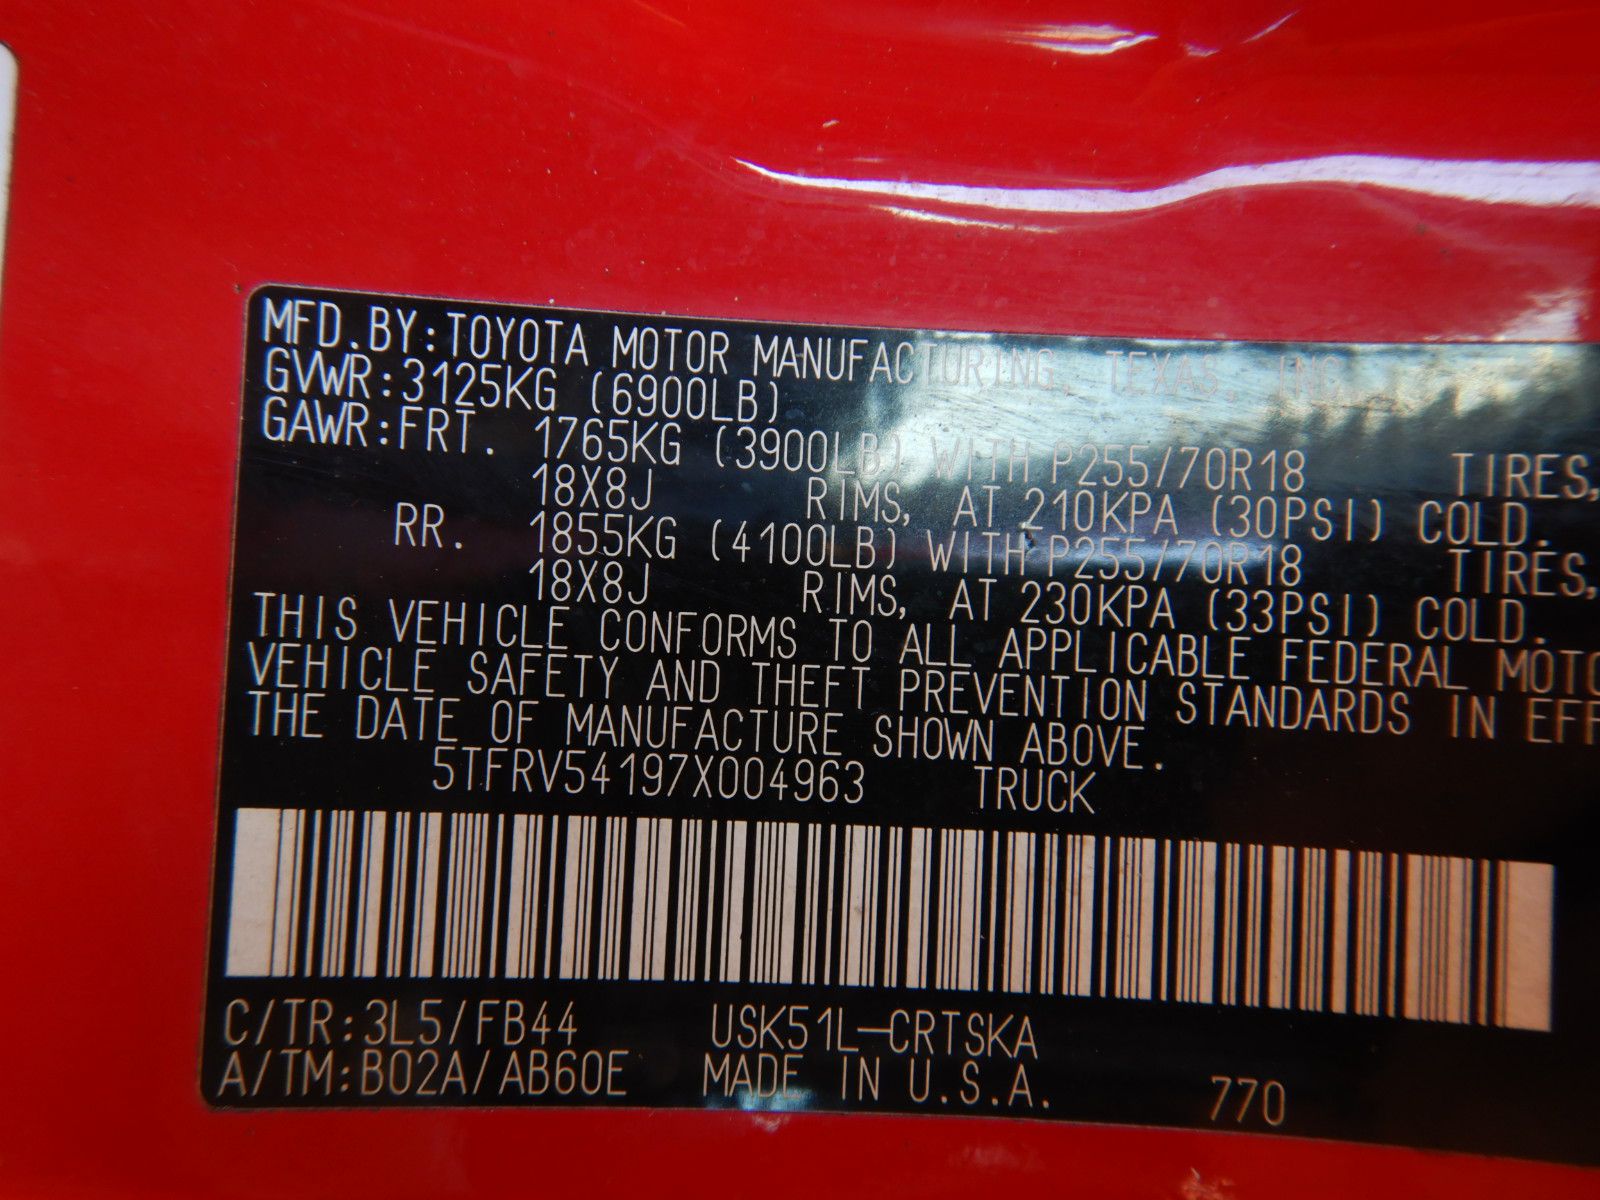 MFD.BY:TOYOTA MOTOR MANUFACTURING, TEXAS, INC.
GVWR:3125KG (6900LB)
GAWR:FRT. 1765KG (3900LB) WITH P255/70R18 TIRES,
18X8J RIMS, AT 210KPA (30PSI) COLD.
RR. 1855KG (4100LB) WITH P255/70R18 TIRES,
18X8J RIMS, AT 230KPA (33PSI) COLD.
THIS VEHICLE CONFORMS TO ALL APPLICABLE FEDERAL MOTO
VEHICLE SAFETY AND THEFT PREVENTION STANDARDS IN EFF
THE DATE OF MANUFACTURE SHOWN ABOVE.
5TFRV54197X004963 TRUCK
C/TR:3L5/FB44 USK51L-CRTSKA
A/TM:B02A/AB60E MADE IN U.S.A. 770